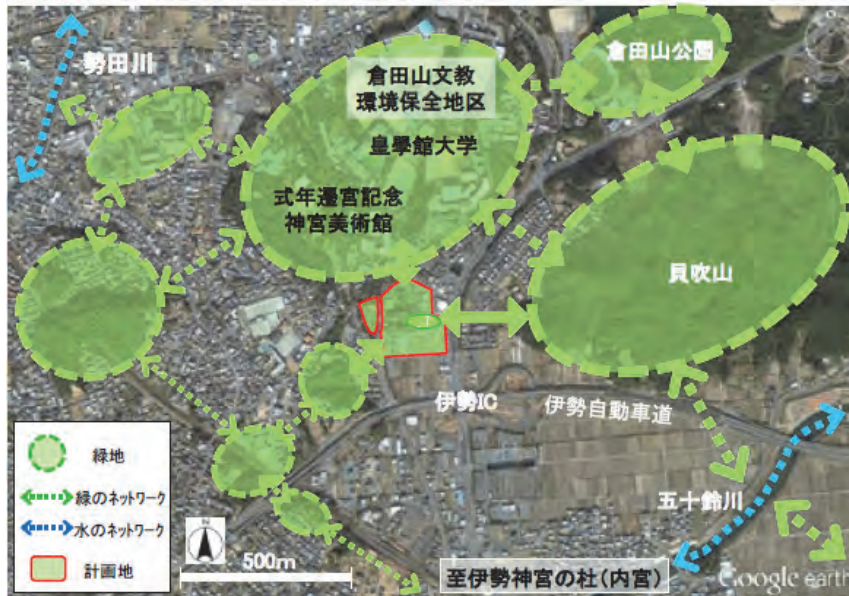 勢田川
倉田山文教
環境保全地区
倉田山公園
皇學館大学
式年遷宮記念
神宮美術館
貝吹山
伊勢IC
伊勢自動車道
五十鈴川
緑地
緑のネットワーク
水のネットワーク
計画地
N
500m
至伊勢神宮の杜(内宮)
Google earth